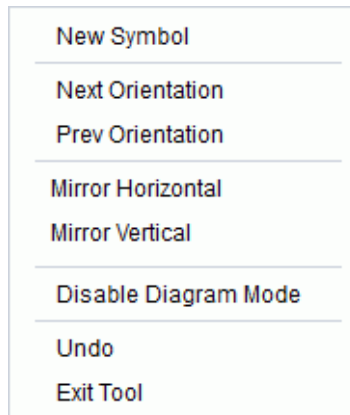 New Symbol
Next Orientation
Prev Orientation
Mirror Horizontal
Mirror Vertical
Disable Diagram Mode
Undo
Exit Tool